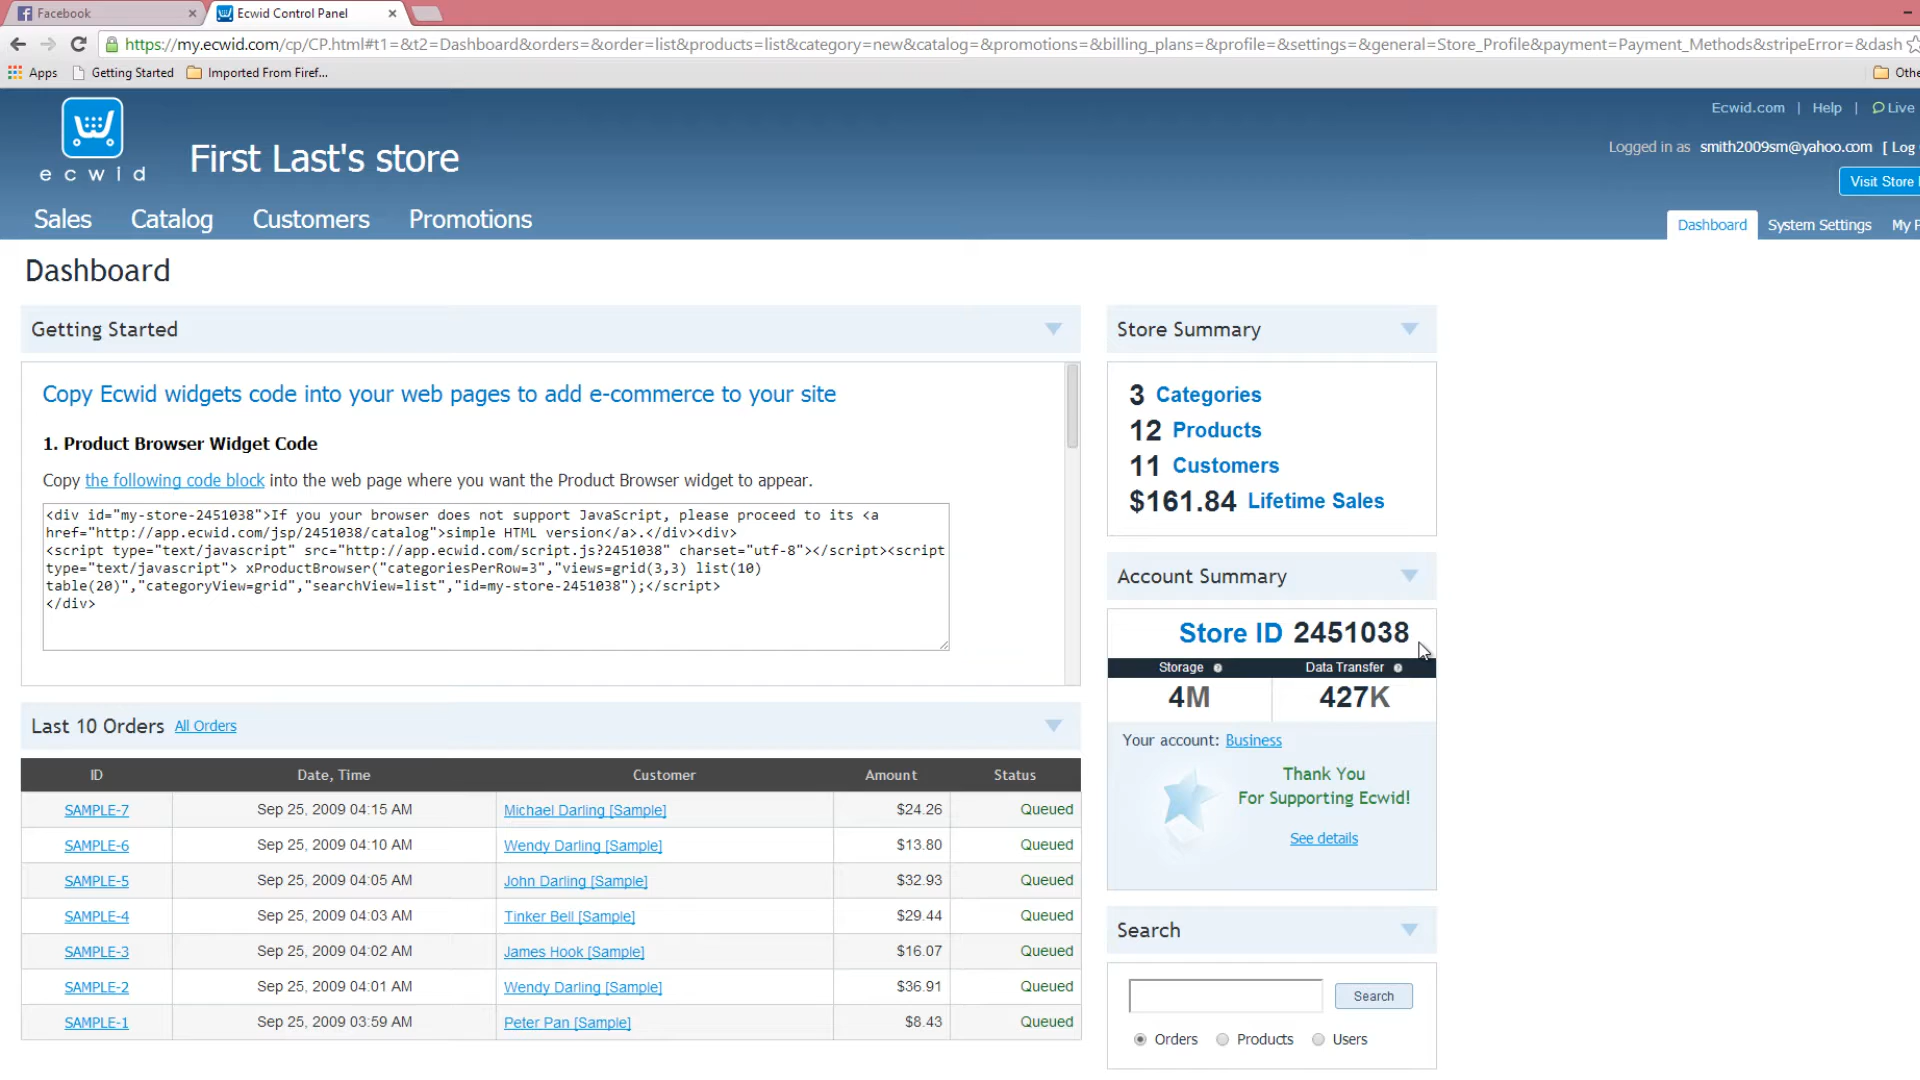 Facebook
Ecwid Control Panel
https://my.ecwid.com/cp/CP.html#t1=&t2=Dashboard&orders=&order=list&products=list&category=new&catalog=&promotions=&billing_plans=&profile=&settings=&general=Store_Profile&payment=Payment_Methods&stripeError=&dash
Apps Getting Started Imported From Firef... Othe
Ecwid.com | Help | Live
ecwid
First Last's store
Logged in as smith2009sm@yahoo.com [ Log
Visit Store
Sales Catalog Customers Promotions
Dashboard System Settings My P
Dashboard
Getting Started
Copy Ecwid widgets code into your web pages to add e-commerce to your site
1. Product Browser Widget Code
Copy the following code block into the web page where you want the Product Browser widget to appear.
<div id="my-store-2451038">If you your browser does not support JavaScript, please proceed to its <a
href="http://app.ecwid.com/jsp/2451038/catalog">simple HTML version</a>.</div><div>
<script type="text/javascript" src="http://app.ecwid.com/script.js?2451038" charset="utf-8"></script><script
type="text/javascript"> xProductBrowser("categoriesPerRow=3","views=grid(3,3) list(10)
table(20)","categoryView=grid","searchView=list","id=my-store-2451038");</script>
</div>
Store Summary
3 Categories
12 Products
11 Customers
$161.84 Lifetime Sales
Account Summary
Store ID 2451038
Storage Data Transfer
4M 427K
Your account: Business
Thank You
For Supporting Ecwid!
See details
Last 10 Orders All Orders
ID Date, Time Customer Amount Status
SAMPLE-7 Sep 25, 2009 04:15 AM Michael Darling [Sample] $24.26 Queued
SAMPLE-6 Sep 25, 2009 04:10 AM Wendy Darling [Sample] $13.80 Queued
SAMPLE-5 Sep 25, 2009 04:05 AM John Darling [Sample] $32.93 Queued
SAMPLE-4 Sep 25, 2009 04:03 AM Tinker Bell [Sample] $29.44 Queued
SAMPLE-3 Sep 25, 2009 04:02 AM James Hook [Sample] $16.07 Queued
SAMPLE-2 Sep 25, 2009 04:01 AM Wendy Darling [Sample] $36.91 Queued
SAMPLE-1 Sep 25, 2009 03:59 AM Peter Pan [Sample] $8.43 Queued
Search
Search
Orders Products Users